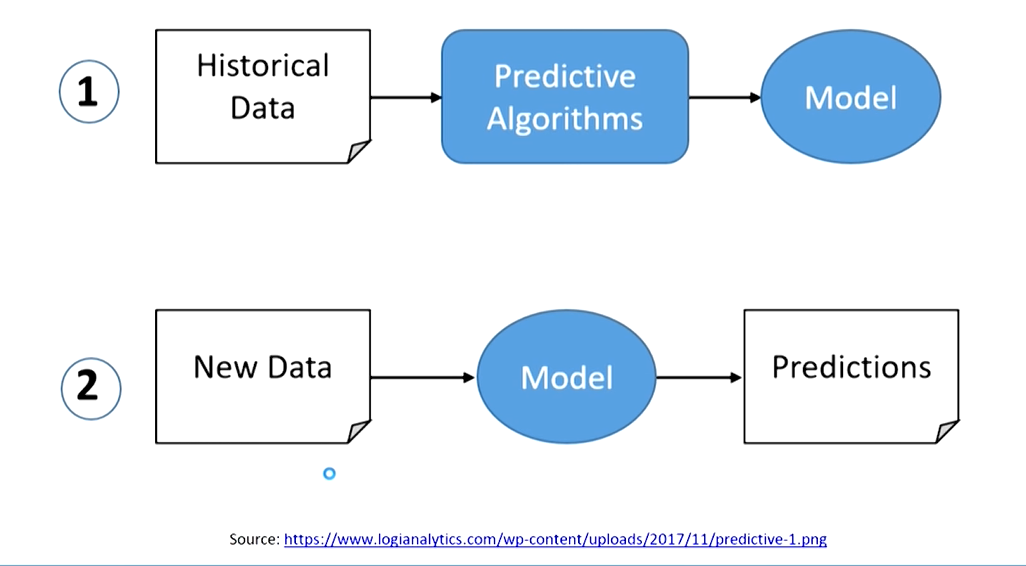 1
Historical
Data
Predictive
Algorithms
Model
2
New Data
Model
Predictions
Source: https://www.logianalytics.com/wp-content/uploads/2017/11/predictive-1.png